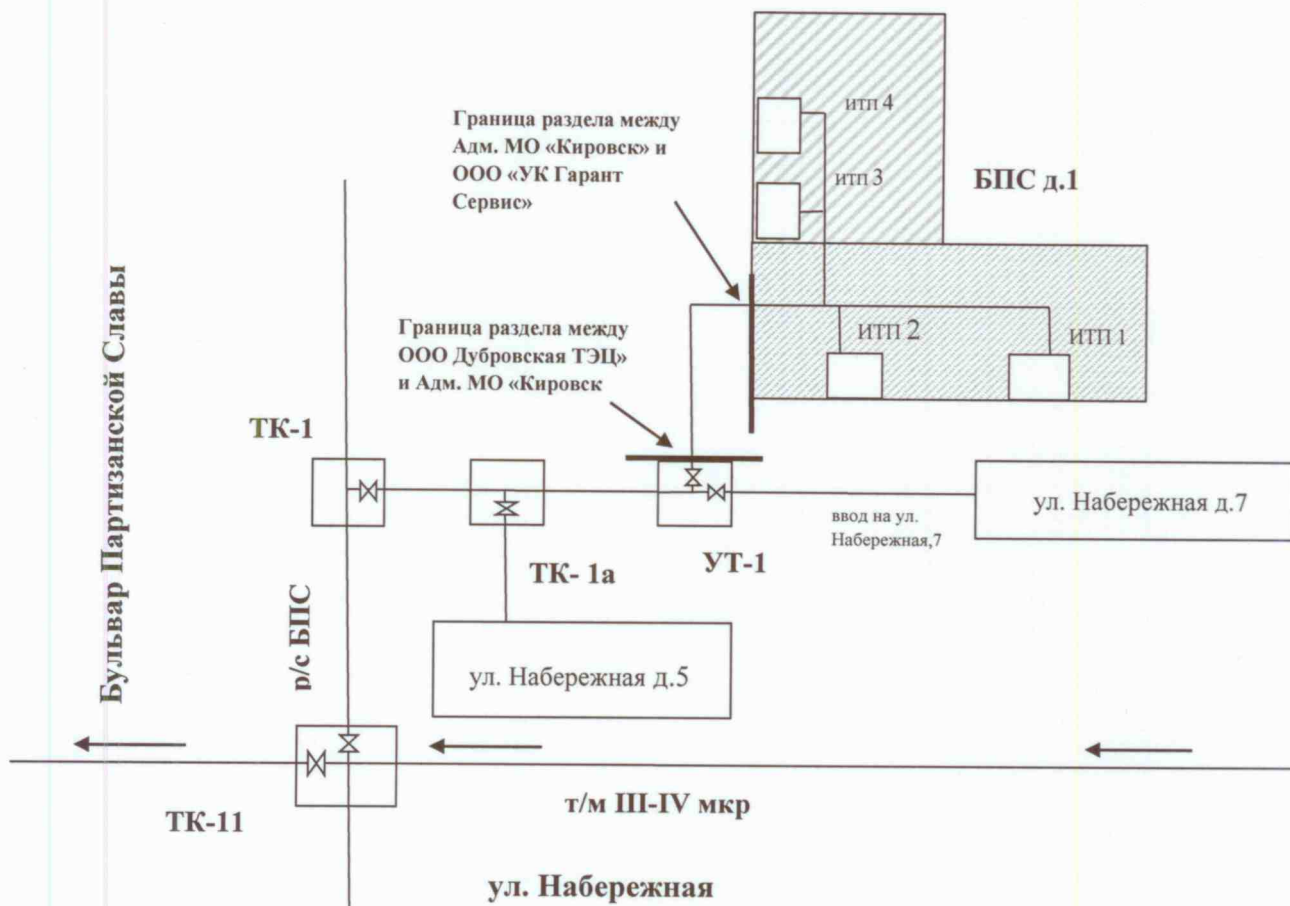 Граница раздела между
Адм. МО «Кировск» и
ООО «УК Гарант
Сервис»
итп 4
итп 3
БПС д.1
Граница раздела между
ООО Дубровская ТЭЦ»
и Адм. МО «Кировск
ИТП 2
ИТП 1
Бульвар Партизанской Славы
ТК-1
ТК- 1а
УТ-1
ввод на ул.
Набережная,7
ул. Набережная д.7
р/с БПС
ул. Набережная д.5
ТК-11
т/м III-IV мкр
ул. Набережная